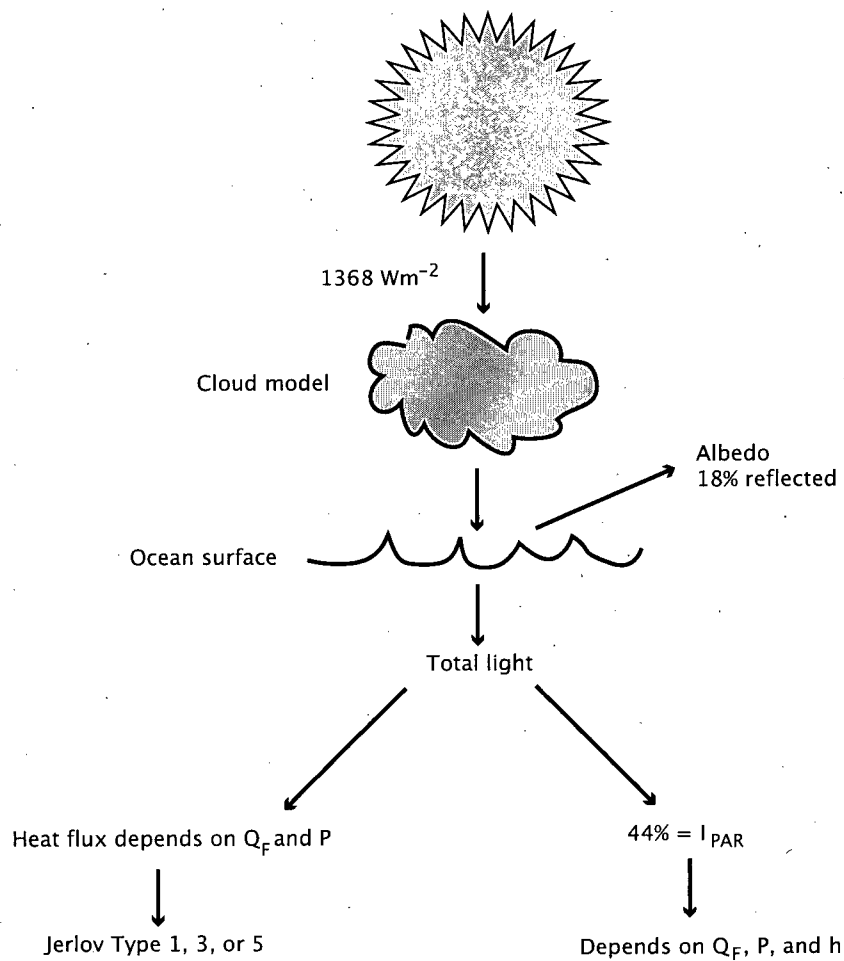 1368 Wm⁻²
Cloud model
Albedo
18% reflected
Ocean surface
Total light
Heat flux depends on Q_F and P
44% = I_PAR
Jerlov Type 1, 3, or 5
Depends on Q_F, P, and h